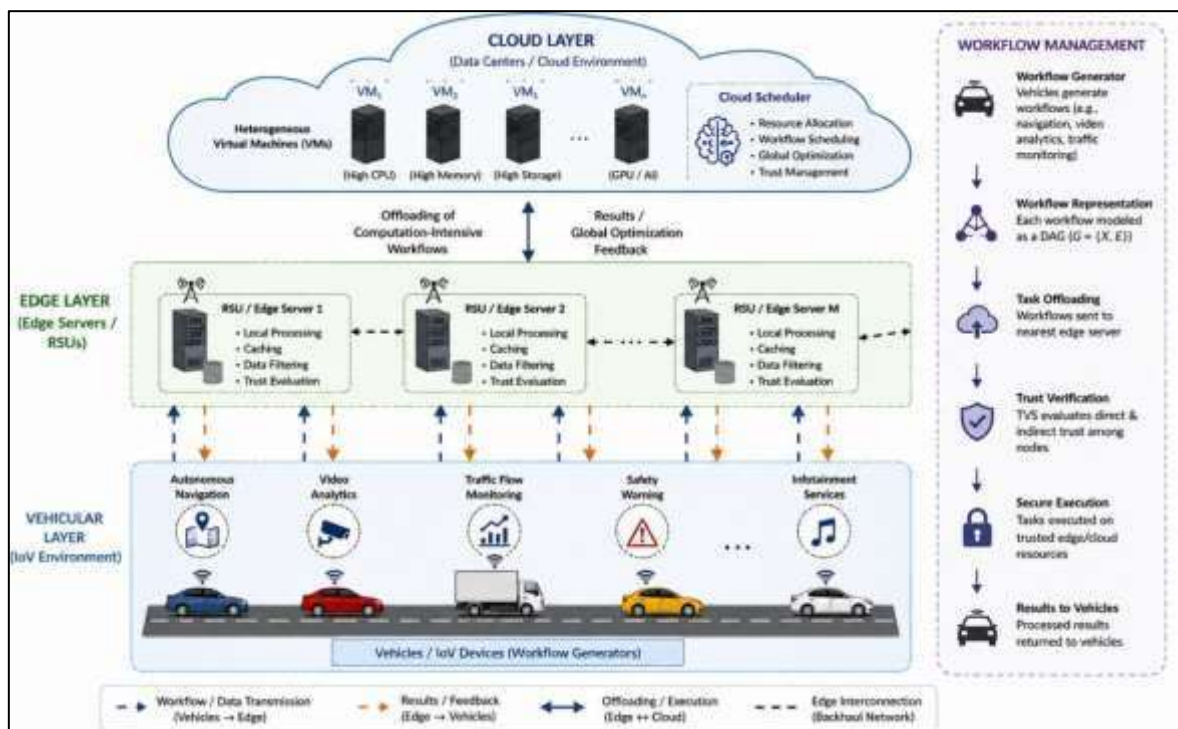 CLOUD LAYER
(Data Centers / Cloud Environment)
VM₁
VM₂
VM₃
VMₙ
Heterogeneous
Virtual Machines (VMs)
...
(High CPU)
(High Memory)
(High Storage)
(GPU / AI)
Cloud Scheduler
• Resource Allocation
• Workflow Scheduling
• Global Optimization
• Trust Management
Offloading of
Computation-Intensive
Workflows
Results /
Global Optimization
Feedback
EDGE LAYER
(Edge Servers /
RSUs)
RSU / Edge Server 1
• Local Processing
• Caching
• Data Filtering
• Trust Evaluation
RSU / Edge Server 2
• Local Processing
• Caching
• Data Filtering
• Trust Evaluation
...
RSU / Edge Server M
• Local Processing
• Caching
• Data Filtering
• Trust Evaluation
VEHICULAR
LAYER
(IoV Environment)
Autonomous
Navigation
Video
Analytics
Traffic Flow
Monitoring
Safety
Warning
...
Infotainment
Services
Vehicles / IoV Devices (Workflow Generators)
Workflow / Data Transmission
(Vehicles → Edge)
Results / Feedback
(Edge → Vehicles)
Offloading / Execution
(Edge ↔ Cloud)
Edge Interconnection
(Backhaul Network)
WORKFLOW MANAGEMENT
Workflow Generator
Vehicles generate
workflows (e.g.,
navigation, video
analytics, traffic
monitoring)
Workflow Representation
Each workflow modeled
as a DAG (G = {X, E})
Task Offloading
Workflows sent to
nearest edge server
Trust Verification
TVS evaluates direct &
indirect trust among
nodes
Secure Execution
Tasks executed on
trusted edge/cloud
resources
Results to Vehicles
Processed results
returned to vehicles